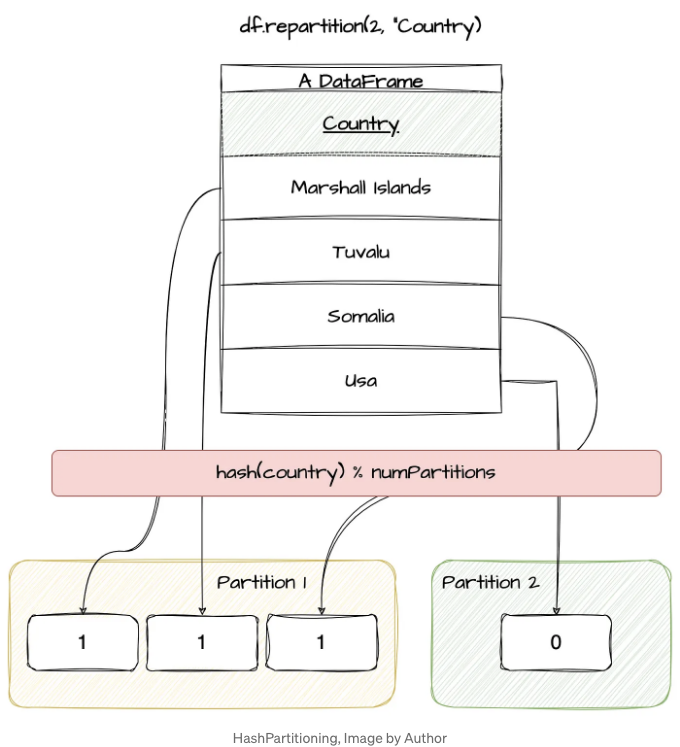 df.repartition(2, "Country)
A DataFrame
Country
Marshall Islands
Tuvalu
Somalia
Usa
hash(country) % numPartitions
Partition 1
1
1
1
Partition 2
0
HashPartitioning, Image by Author